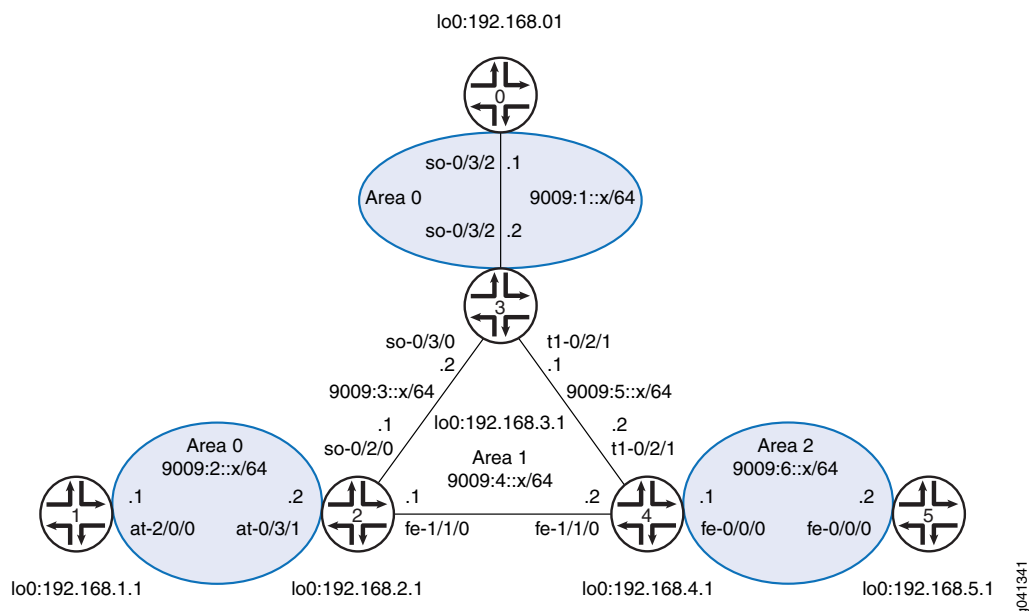 lo0:192.168.01
0
so-0/3/2 .1
Area 0 9009:1::x/64
so-0/3/2 .2
3
so-0/3/0 t1-0/2/1
.2 .1
9009:3::x/64 9009:5::x/64
.1 lo0:192.168.3.1 .2
so-0/2/0 t1-0/2/1
Area 0 Area 1 Area 2
9009:2::x/64 9009:4::x/64 9009:6::x/64
.1 .2 .1 .2 .1 .2
1 2 4 5
at-2/0/0 at-0/3/1 fe-1/1/0 fe-1/1/0 fe-0/0/0 fe-0/0/0
lo0:192.168.1.1 lo0:192.168.2.1 lo0:192.168.4.1 lo0:192.168.5.1
g041341